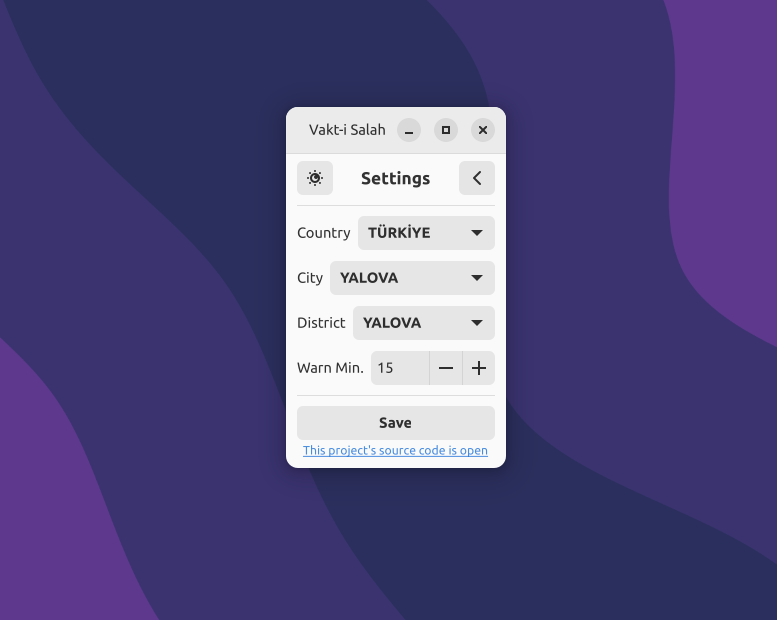 Vakt-i Salah
Settings
Country TÜRKİYE
City YALOVA
District YALOVA
Warn Min. 15
Save
This project's source code is open